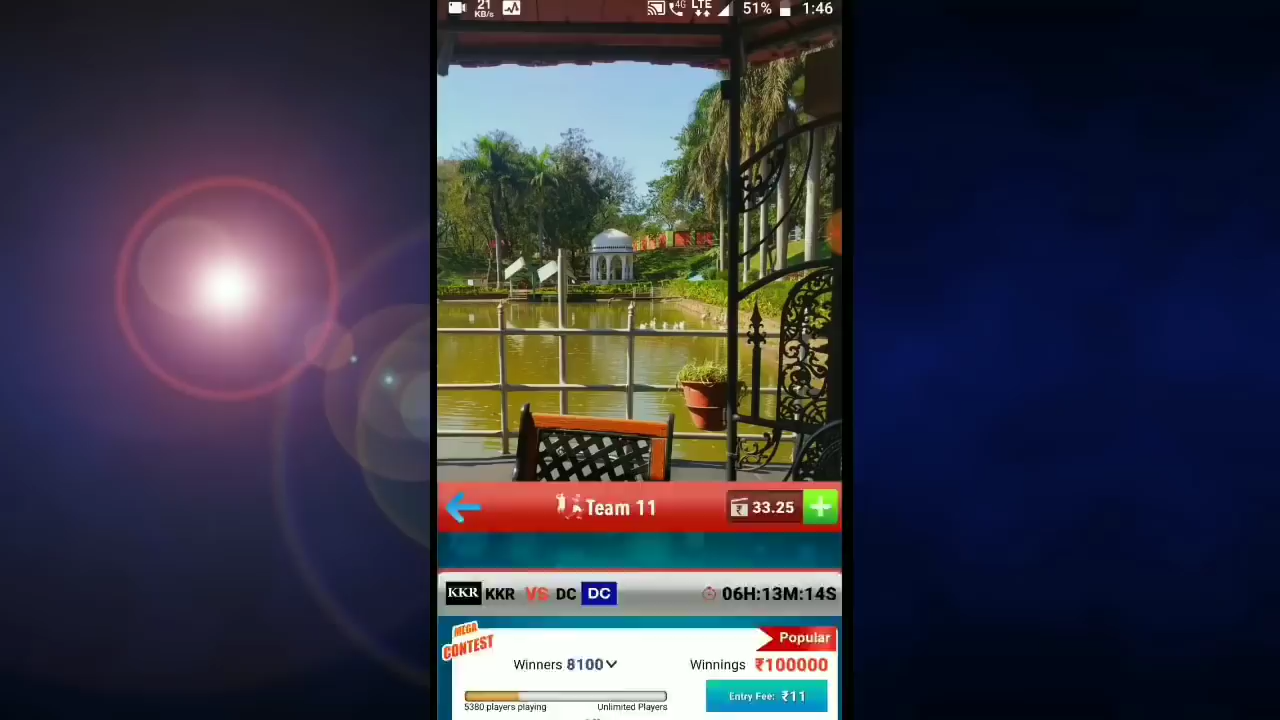 21 KB/s 4G LTE 51% 1:46
Team 11 ₹ 33.25 +
KKR KKR VS DC DC 06H:13M:14S
MEGA CONTEST
Popular
Winners 8100 Winnings ₹100000
5380 players playing Unlimited Players Entry Fee: ₹11